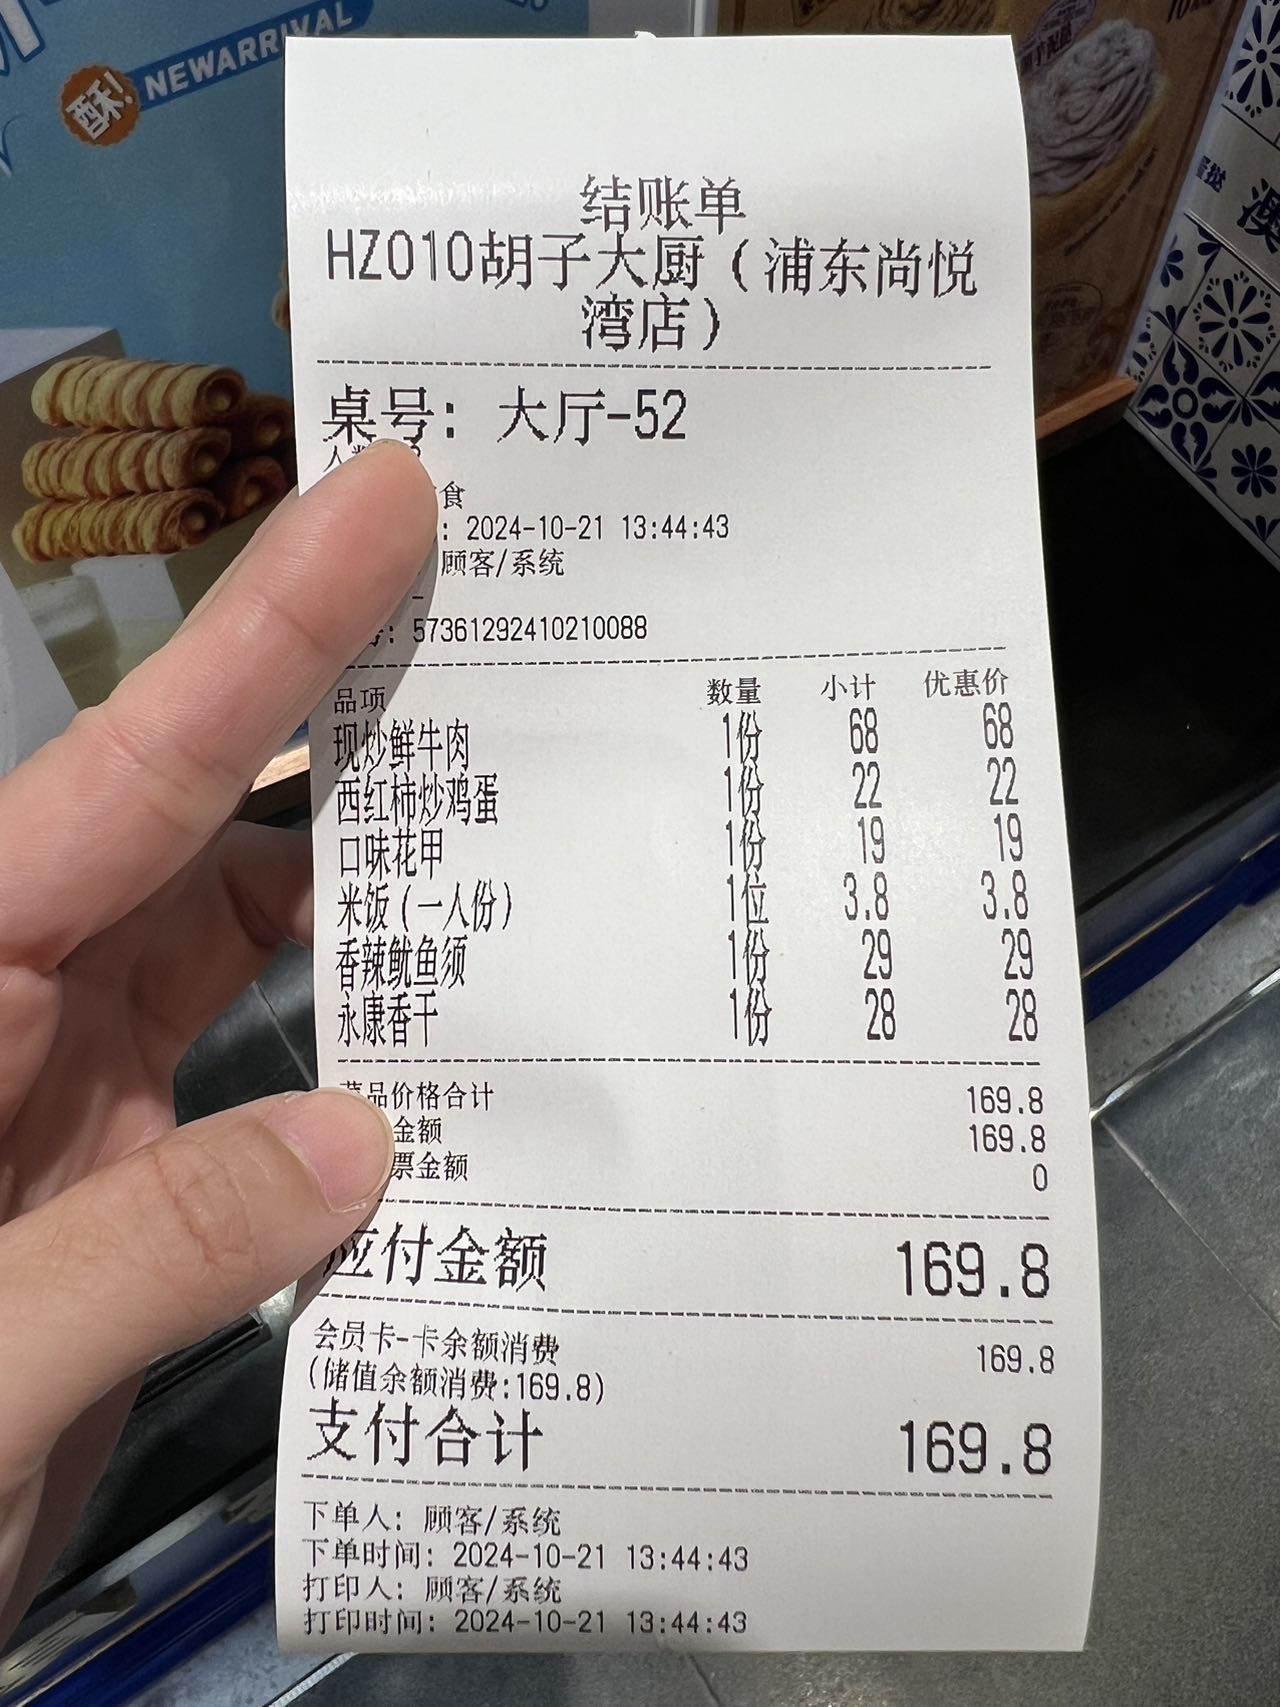 酥!
NEWARRIVAL
结账单
HZ010胡子大厨(浦东尚悦
湾店)
桌号: 大厅-52
食
: 2024-10-21 13:44:43
顾客/系统
-
号: 57361292410210088
品项 数量 小计 优惠价
现炒鲜牛肉 1份 68 68
西红柿炒鸡蛋 1份 22 22
口味花甲 1份 19 19
米饭(一人份) 1位 3.8 3.8
香辣鱿鱼须 1份 29 29
永康香干 1份 28 28
菜品价格合计 169.8
金额 169.8
票金额 0
应付金额 169.8
会员卡-卡余额消费 169.8
(储值余额消费:169.8)
支付合计 169.8
下单人: 顾客/系统
下单时间: 2024-10-21 13:44:43
打印人: 顾客/系统
打印时间: 2024-10-21 13:44:43